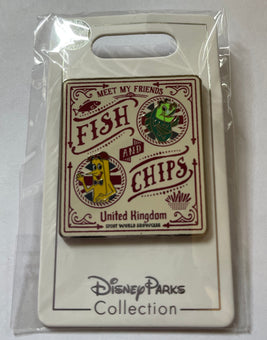 MEET MY FRIENDS
FISH
AND
CHIPS
United Kingdom
EPCOT WORLD SHOWCASE
Disney Parks
Collection